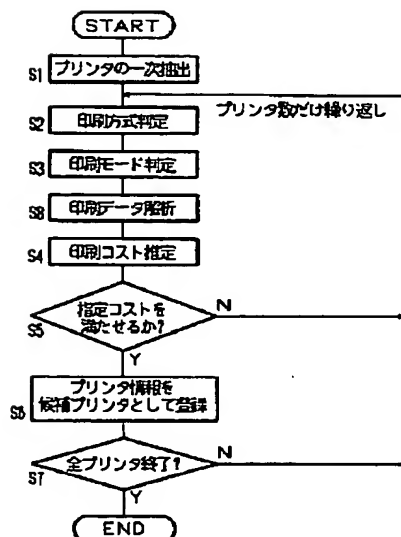 START
S1 プリンタの一次抽出
プリンタ数だけ繰り返し
S2 印刷方式判定
S3 印刷モード判定
S8 印刷データ解析
S4 印刷コスト推定
指定コストを
満たせるか?
N
S5
Y
プリンタ情報を
候補プリンタとして登録
S6
全プリンタ終了?
N
S7
Y
END